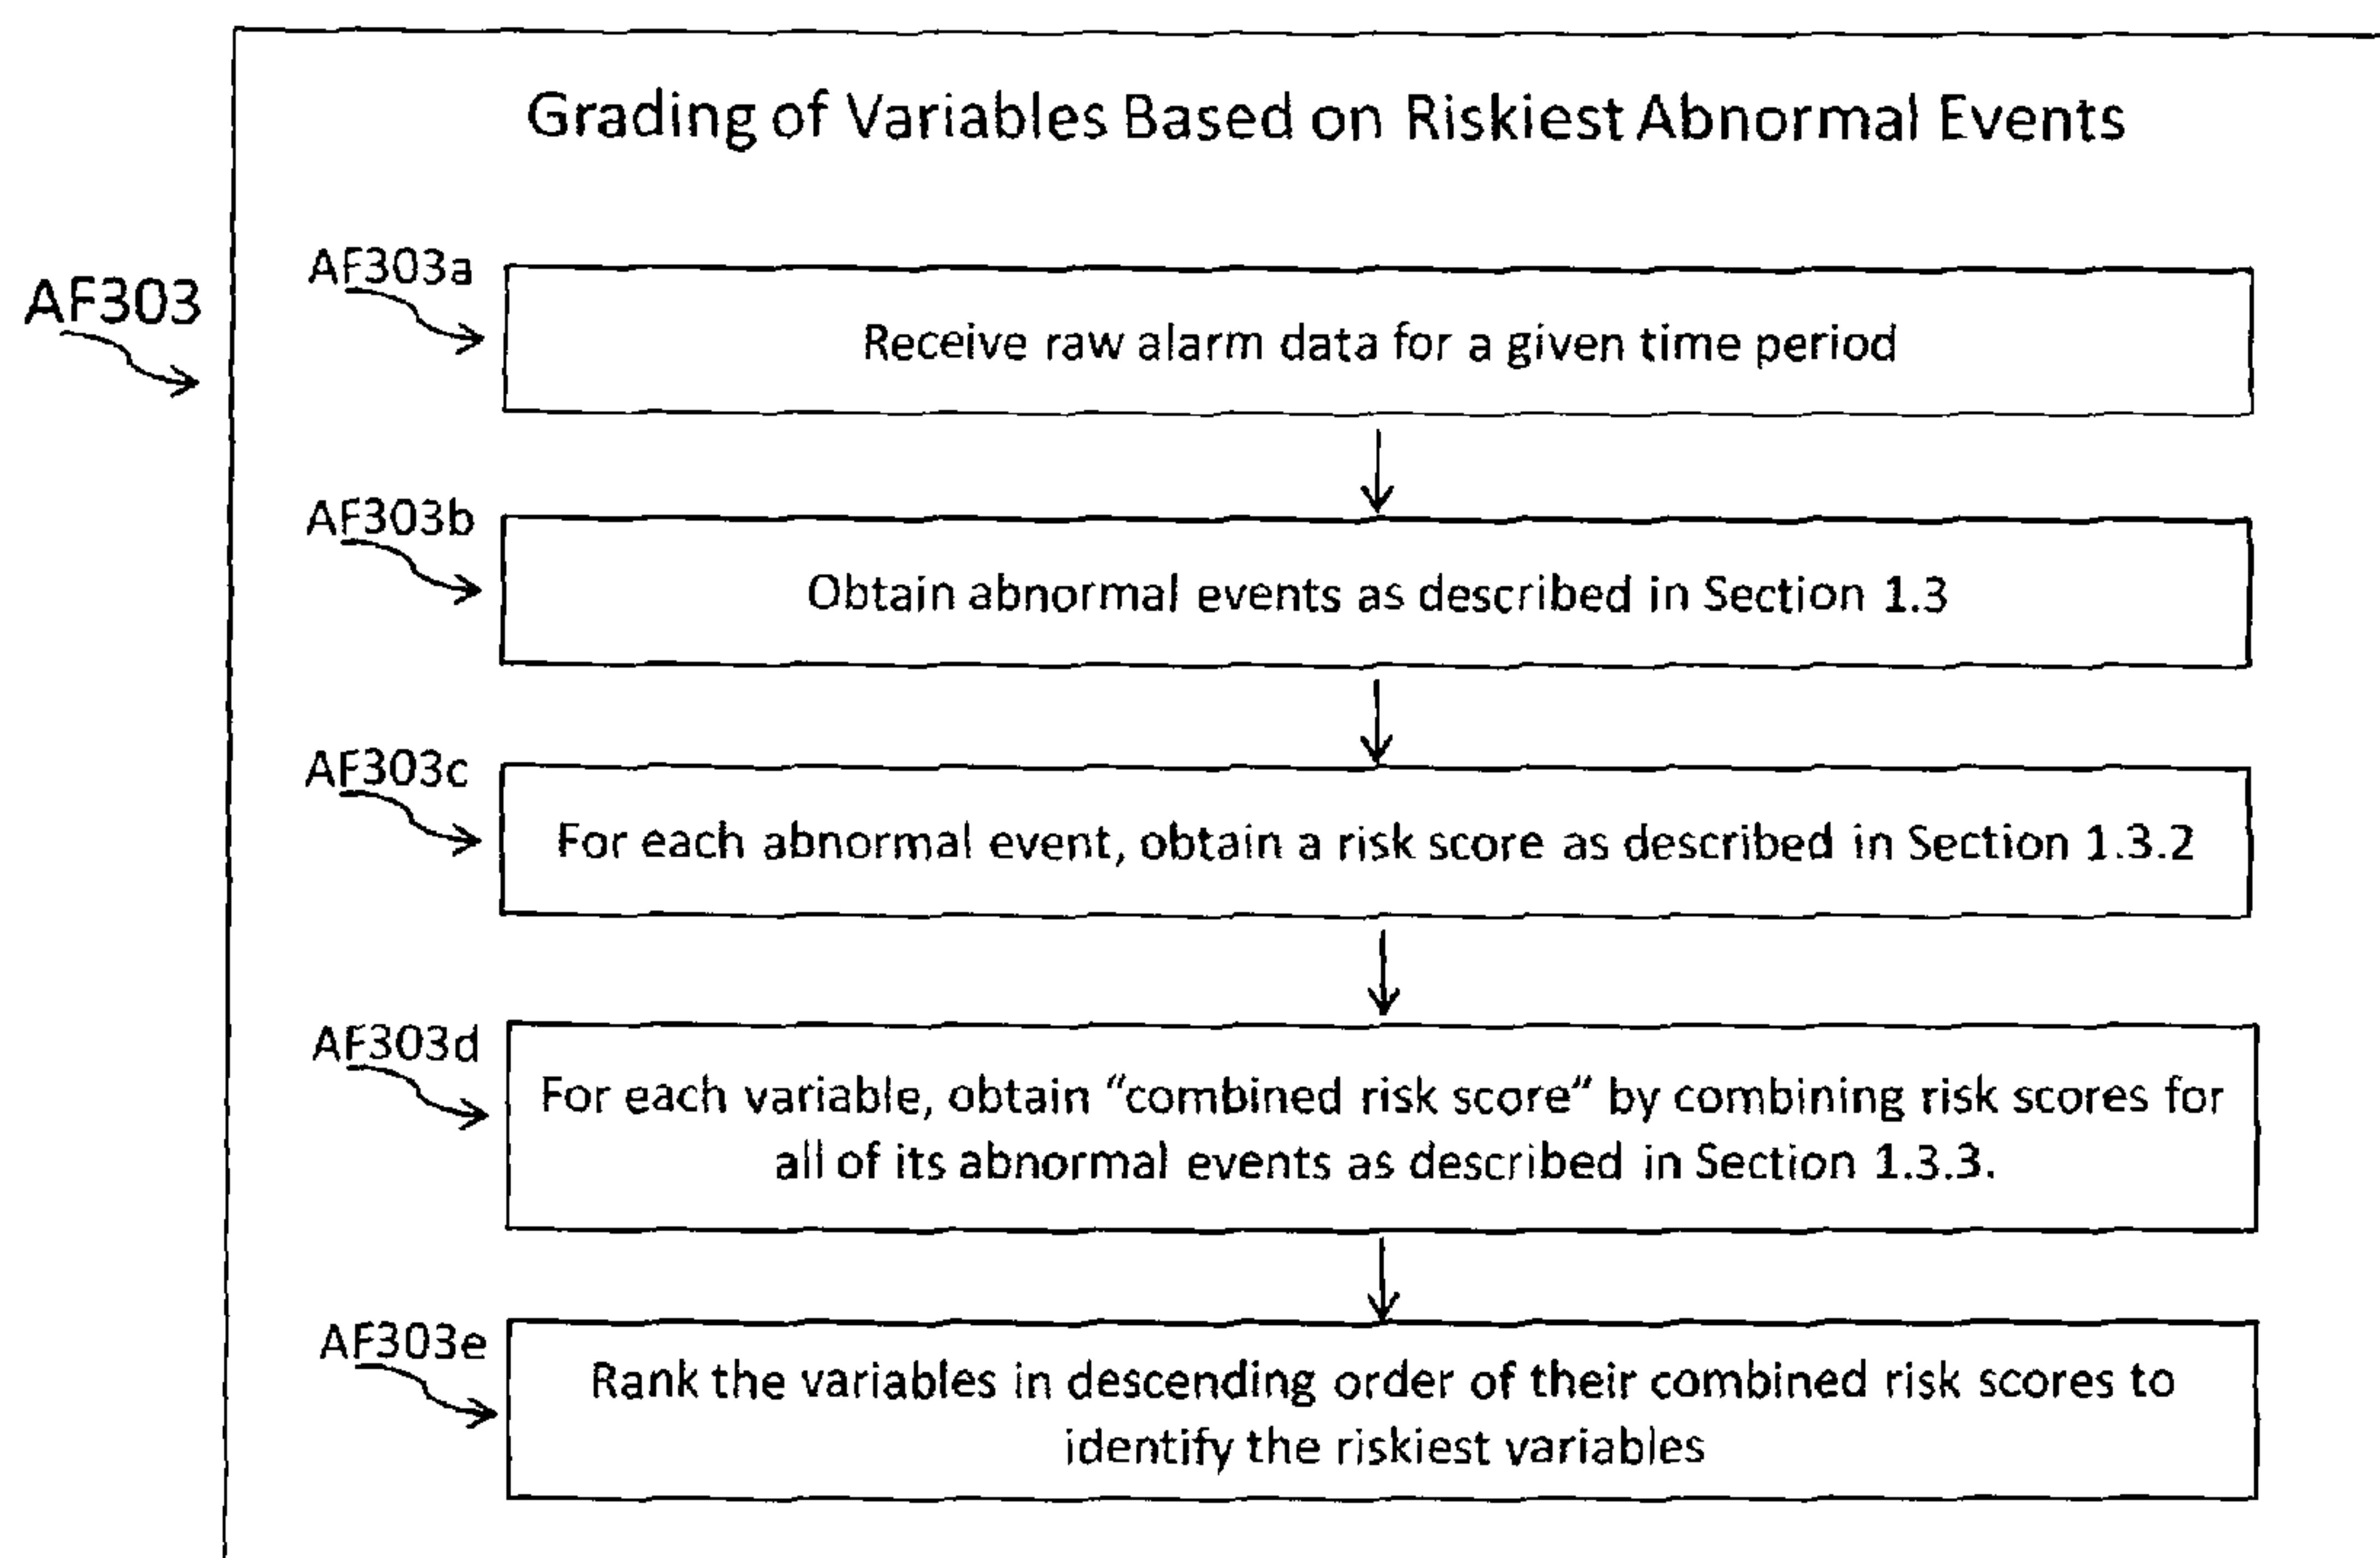 Grading of Variables Based on Riskiest Abnormal Events
AF303
AF303a
Receive raw alarm data for a given time period
AF303b
Obtain abnormal events as described in Section 1.3
AF303c
For each abnormal event, obtain a risk score as described in Section 1.3.2
AF303d
For each variable, obtain “combined risk score” by combining risk scores for
all of its abnormal events as described in Section 1.3.3.
AF303e
Rank the variables in descending order of their combined risk scores to
identify the riskiest variables